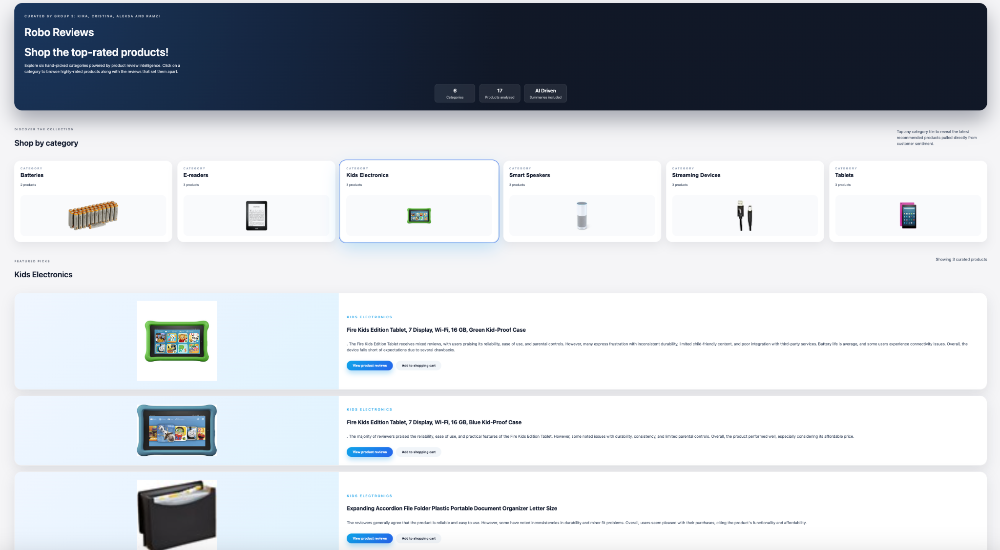 CURATED BY GROUP 3: KIRA, CRISTINA, ALEKSA AND RAMZI
Robo Reviews
Shop the top-rated products!
Explore six hand-picked categories powered by product review intelligence. Click on a
category to browse highly-rated products along with the reviews that set them apart.
6
Categories
17
Products analyzed
AI Driven
Summaries included
DISCOVER THE COLLECTION
Shop by category
Tap any category tile to reveal the latest
recommended products pulled directly from
customer sentiment.
CATEGORY
Batteries
2 products
CATEGORY
E-readers
3 products
CATEGORY
Kids Electronics
3 products
CATEGORY
Smart Speakers
3 products
CATEGORY
Streaming Devices
3 products
CATEGORY
Tablets
3 products
FEATURED PICKS
Kids Electronics
Showing 3 curated products
KIDS ELECTRONICS
Fire Kids Edition Tablet, 7 Display, Wi-Fi, 16 GB, Green Kid-Proof Case
. The Fire Kids Edition Tablet receives mixed reviews, with users praising its reliability, ease of use, and parental controls. However, many express frustration with inconsistent durability, limited child-friendly content, and poor integration with third-party services. Battery life is average, and some users experience connectivity issues. Overall, the
device falls short of expectations due to several drawbacks.
View product reviews
Add to shopping cart
KIDS ELECTRONICS
Fire Kids Edition Tablet, 7 Display, Wi-Fi, 16 GB, Blue Kid-Proof Case
. The majority of reviewers praised the reliability, ease of use, and practical features of the Fire Kids Edition Tablet. However, some noted issues with durability, consistency, and limited parental controls. Overall, the product performed well, especially considering its affordable price.
View product reviews
Add to shopping cart
KIDS ELECTRONICS
Expanding Accordion File Folder Plastic Portable Document Organizer Letter Size
The reviewers generally agree that the product is reliable and easy to use. However, some have noted inconsistencies in durability and minor fit problems. Overall, users seem pleased with their purchases, citing the product's functionality and affordability.
View product reviews
Add to shopping cart